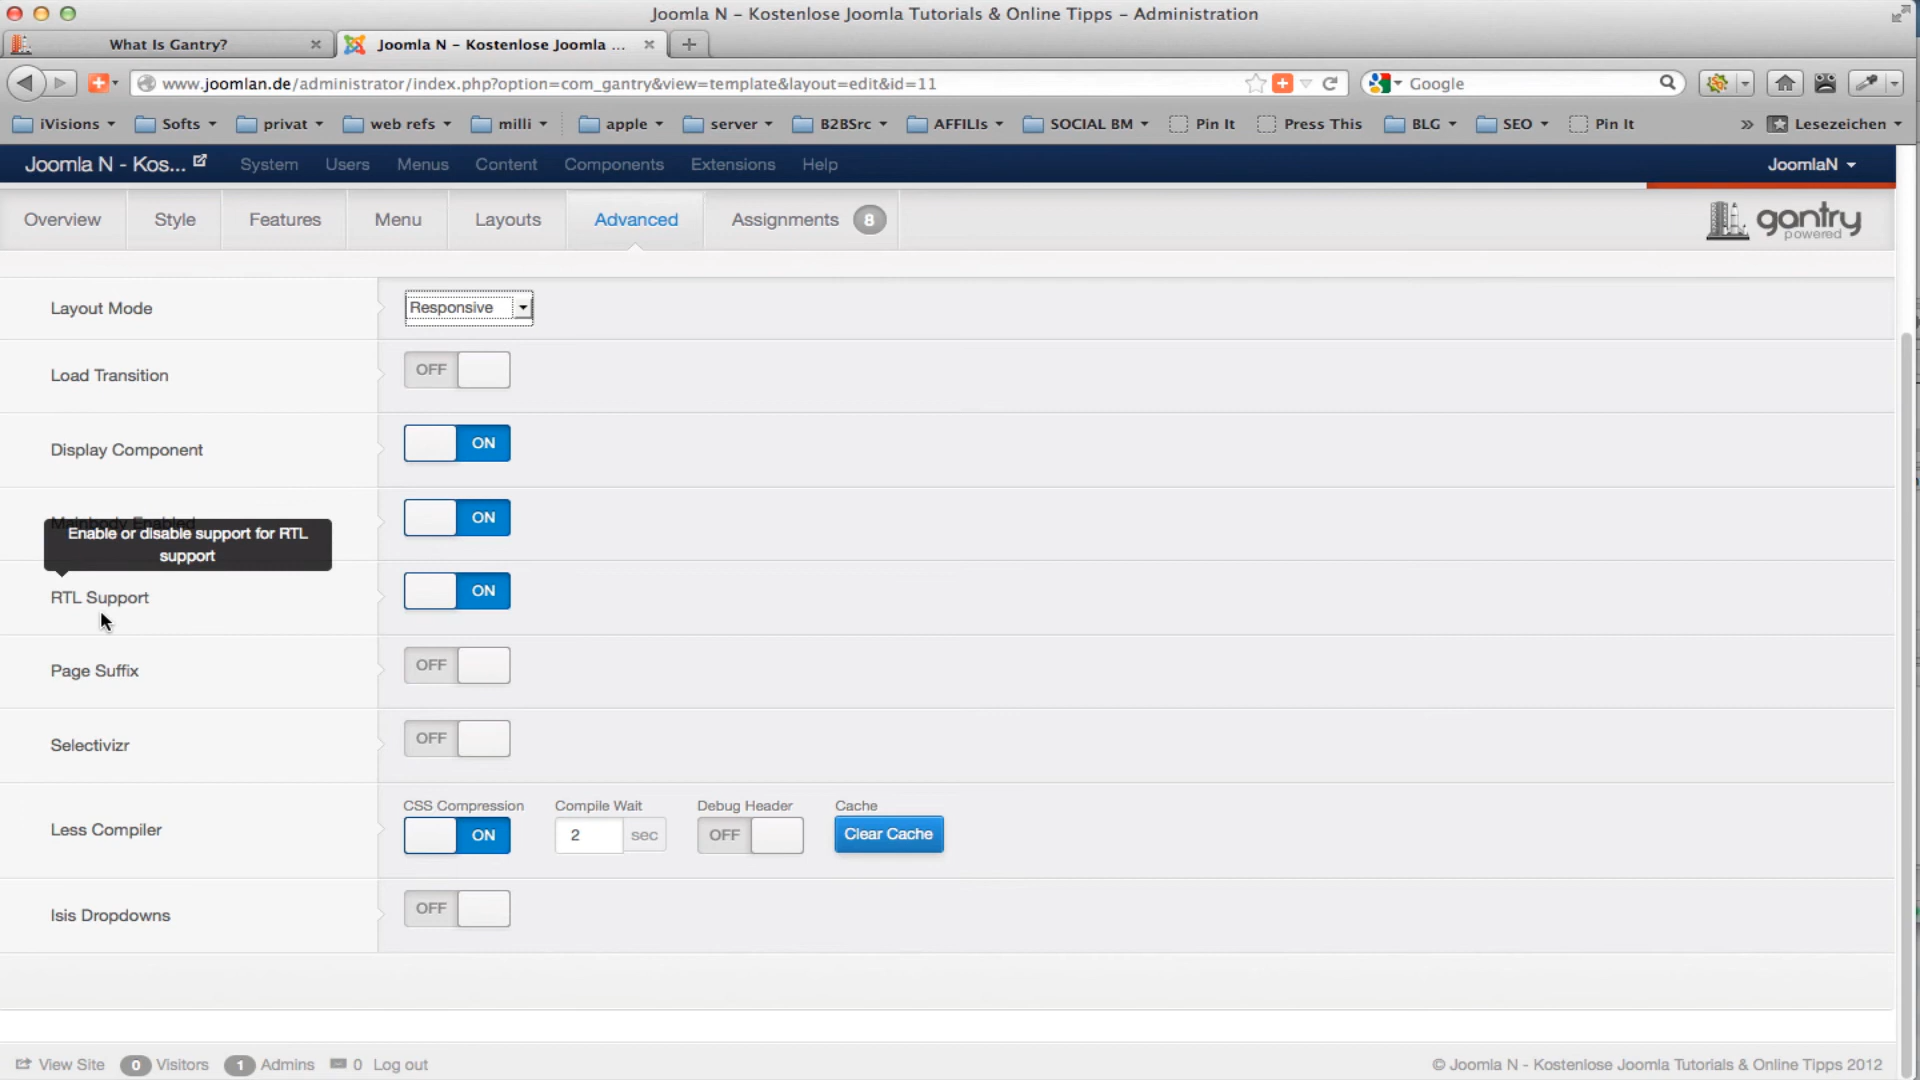 Joomla N – Kostenlose Joomla Tutorials & Online Tipps – Administration
What Is Gantry?
Joomla N – Kostenlose Joomla ...
www.joomlan.de/administrator/index.php?option=com_gantry&view=template&layout=edit&id=11
Google
iVisions
Softs
privat
web refs
milli
apple
server
B2BSrc
AFFILIs
SOCIAL BM
Pin It
Press This
BLG
SEO
Pin It
Lesezeichen
Joomla N - Kos...
System
Users
Menus
Content
Components
Extensions
Help
JoomlaN
Overview
Style
Features
Menu
Layouts
Advanced
Assignments
8
gantry
powered
Layout Mode
Responsive
Load Transition
OFF
Display Component
ON
Mainbody Enabled
ON
Enable or disable support for RTL
support
RTL Support
ON
Page Suffix
OFF
Selectivizr
OFF
Less Compiler
CSS Compression
Compile Wait
Debug Header
Cache
ON
2
sec
OFF
Clear Cache
Isis Dropdowns
OFF
View Site
0
Visitors
1
Admins
0
Log out
© Joomla N - Kostenlose Joomla Tutorials & Online Tipps 2012